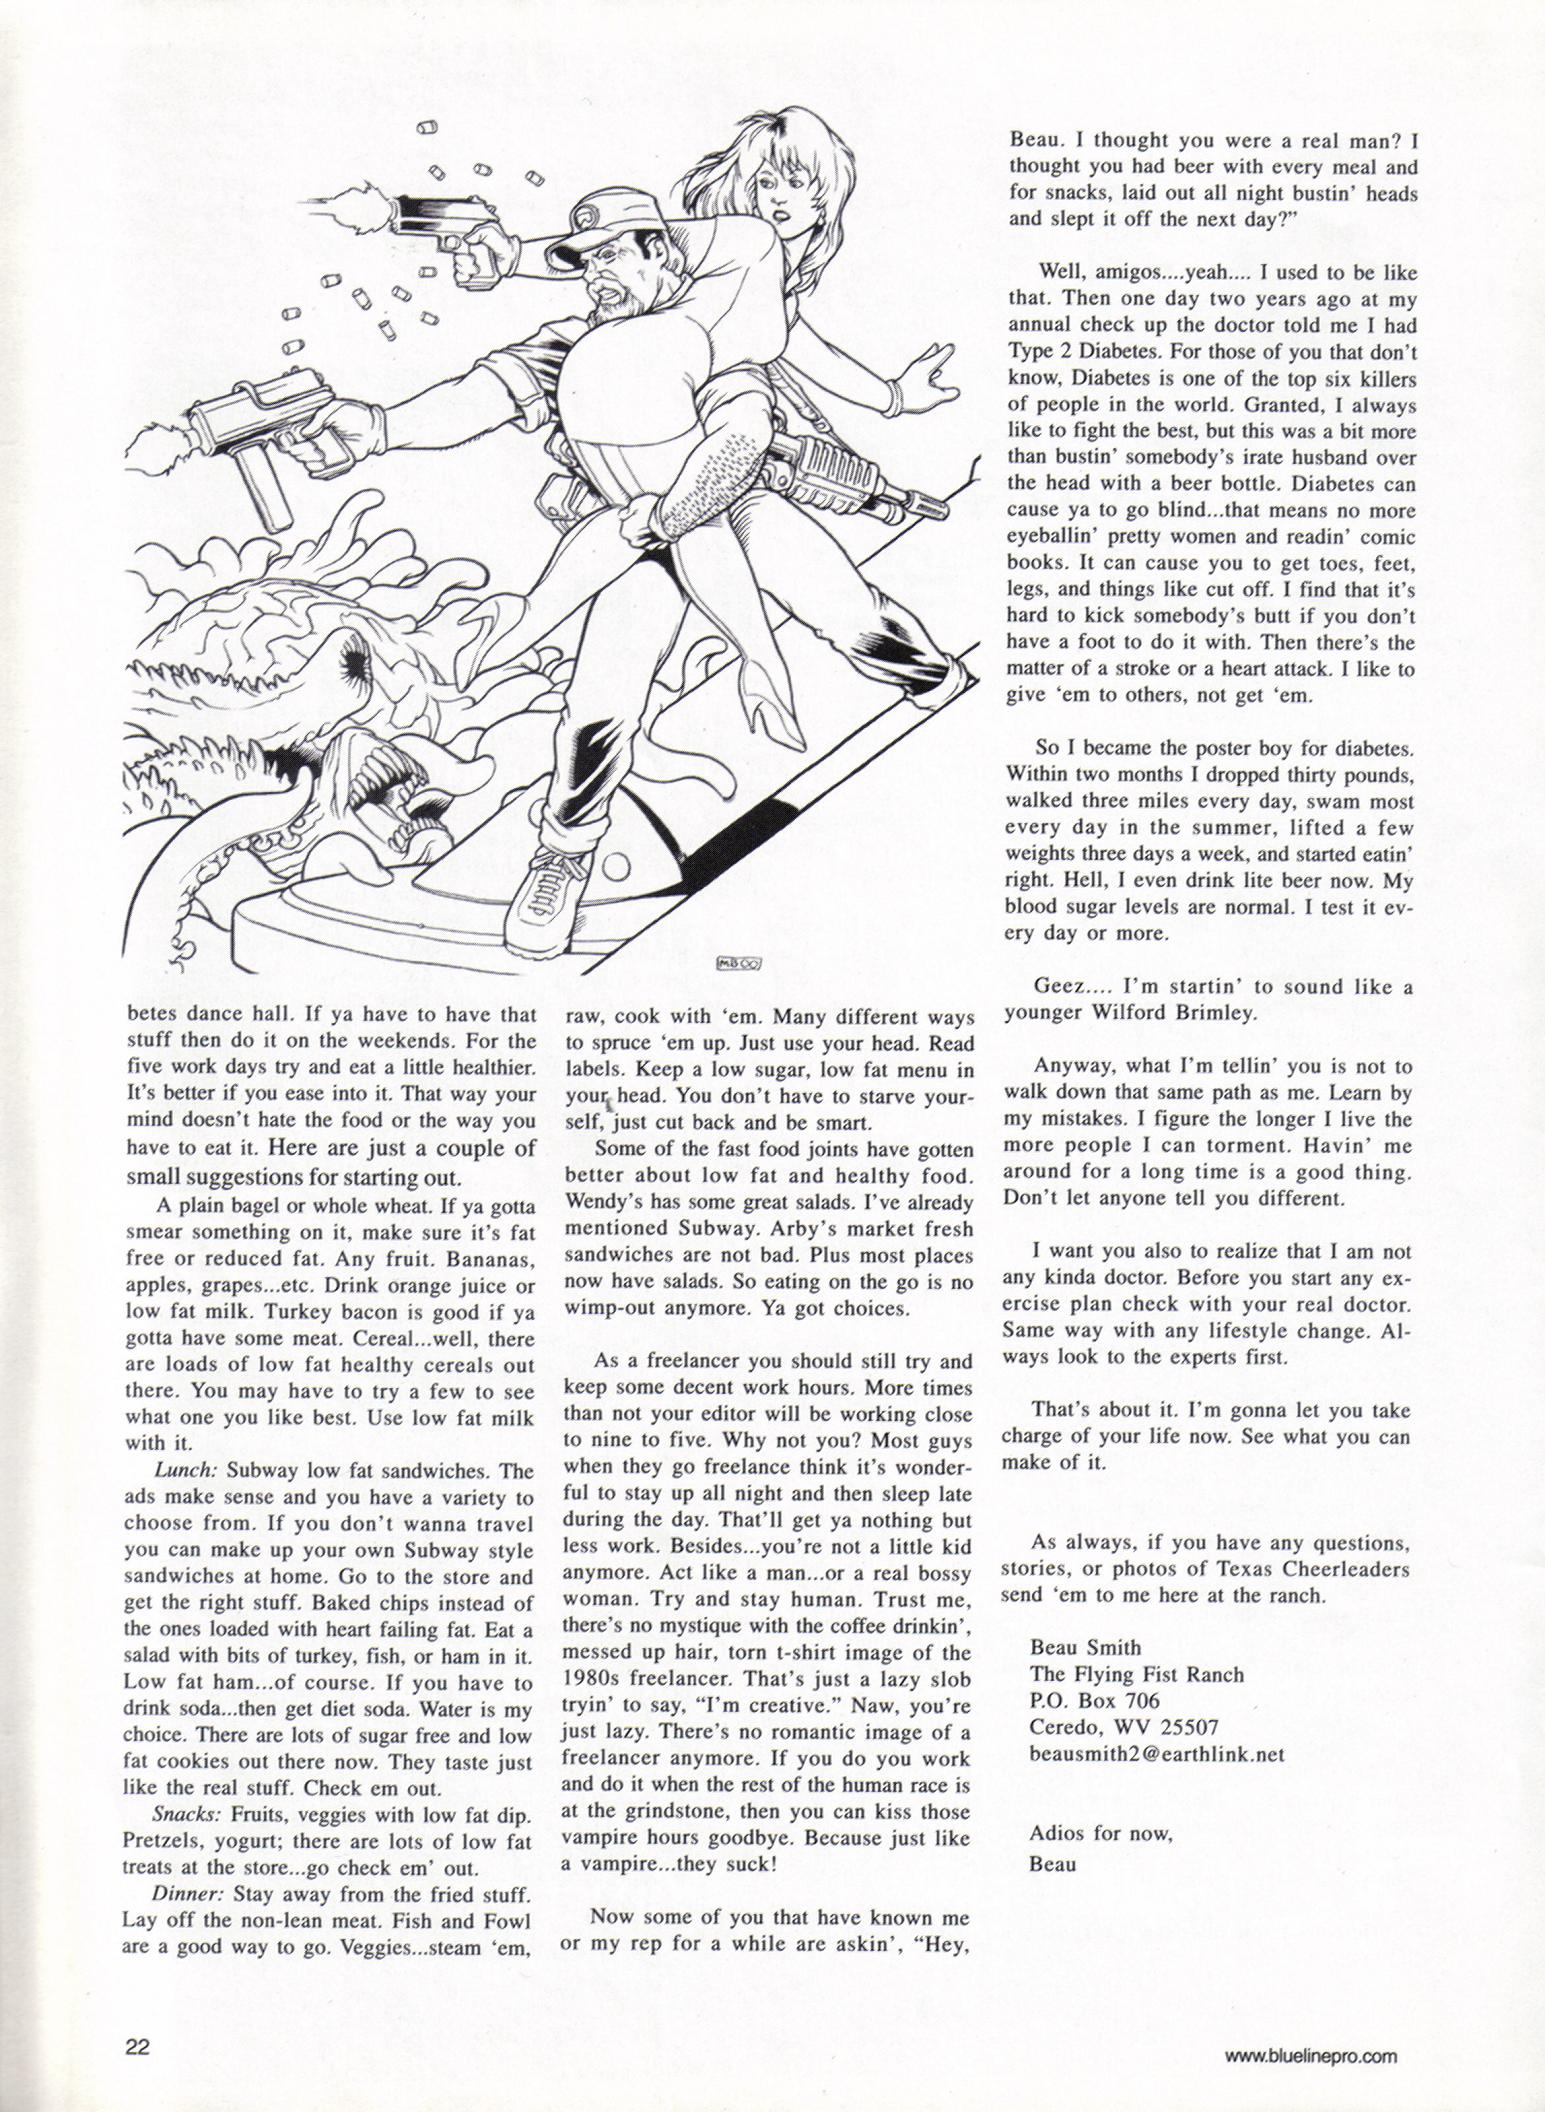 MB00
betes dance hall. If ya have to have that
stuff then do it on the weekends. For the
five work days try and eat a little healthier.
It's better if you ease into it. That way your
mind doesn't hate the food or the way you
have to eat it. Here are just a couple of
small suggestions for starting out.
A plain bagel or whole wheat. If ya gotta
smear something on it, make sure it's fat
free or reduced fat. Any fruit. Bananas,
apples, grapes...etc. Drink orange juice or
low fat milk. Turkey bacon is good if ya
gotta have some meat. Cereal...well, there
are loads of low fat healthy cereals out
there. You may have to try a few to see
what one you like best. Use low fat milk
with it.
Lunch: Subway low fat sandwiches. The
ads make sense and you have a variety to
choose from. If you don't wanna travel
you can make up your own Subway style
sandwiches at home. Go to the store and
get the right stuff. Baked chips instead of
the ones loaded with heart failing fat. Eat a
salad with bits of turkey, fish, or ham in it.
Low fat ham...of course. If you have to
drink soda...then get diet soda. Water is my
choice. There are lots of sugar free and low
fat cookies out there now. They taste just
like the real stuff. Check em out.
Snacks: Fruits, veggies with low fat dip.
Pretzels, yogurt; there are lots of low fat
treats at the store...go check em' out.
Dinner: Stay away from the fried stuff.
Lay off the non-lean meat. Fish and Fowl
are a good way to go. Veggies...steam 'em,
raw, cook with 'em. Many different ways
to spruce 'em up. Just use your head. Read
labels. Keep a low sugar, low fat menu in
your head. You don't have to starve your-
self, just cut back and be smart.
Some of the fast food joints have gotten
better about low fat and healthy food.
Wendy's has some great salads. I've already
mentioned Subway. Arby's market fresh
sandwiches are not bad. Plus most places
now have salads. So eating on the go is no
wimp-out anymore. Ya got choices.
As a freelancer you should still try and
keep some decent work hours. More times
than not your editor will be working close
to nine to five. Why not you? Most guys
when they go freelance think it's wonder-
ful to stay up all night and then sleep late
during the day. That'll get ya nothing but
less work. Besides...you're not a little kid
anymore. Act like a man...or a real bossy
woman. Try and stay human. Trust me,
there's no mystique with the coffee drinkin',
messed up hair, torn t-shirt image of the
1980s freelancer. That's just a lazy slob
tryin' to say, “I'm creative.” Naw, you're
just lazy. There's no romantic image of a
freelancer anymore. If you do you work
and do it when the rest of the human race is
at the grindstone, then you can kiss those
vampire hours goodbye. Because just like
a vampire...they suck!
Now some of you that have known me
or my rep for a while are askin', “Hey,
Beau. I thought you were a real man? I
thought you had beer with every meal and
for snacks, laid out all night bustin' heads
and slept it off the next day?”
Well, amigos....yeah.... I used to be like
that. Then one day two years ago at my
annual check up the doctor told me I had
Type 2 Diabetes. For those of you that don't
know, Diabetes is one of the top six killers
of people in the world. Granted, I always
like to fight the best, but this was a bit more
than bustin' somebody's irate husband over
the head with a beer bottle. Diabetes can
cause ya to go blind...that means no more
eyeballin' pretty women and readin' comic
books. It can cause you to get toes, feet,
legs, and things like cut off. I find that it's
hard to kick somebody's butt if you don't
have a foot to do it with. Then there's the
matter of a stroke or a heart attack. I like to
give 'em to others, not get 'em.
So I became the poster boy for diabetes.
Within two months I dropped thirty pounds,
walked three miles every day, swam most
every day in the summer, lifted a few
weights three days a week, and started eatin'
right. Hell, I even drink lite beer now. My
blood sugar levels are normal. I test it ev-
ery day or more.
Geez.... I'm startin' to sound like a
younger Wilford Brimley.
Anyway, what I'm tellin' you is not to
walk down that same path as me. Learn by
my mistakes. I figure the longer I live the
more people I can torment. Havin' me
around for a long time is a good thing.
Don't let anyone tell you different.
I want you also to realize that I am not
any kinda doctor. Before you start any ex-
ercise plan check with your real doctor.
Same way with any lifestyle change. Al-
ways look to the experts first.
That's about it. I'm gonna let you take
charge of your life now. See what you can
make of it.
As always, if you have any questions,
stories, or photos of Texas Cheerleaders
send 'em to me here at the ranch.
Beau Smith
The Flying Fist Ranch
P.O. Box 706
Ceredo, WV 25507
beausmith2@earthlink.net
Adios for now,
Beau
22
www.bluelinepro.com